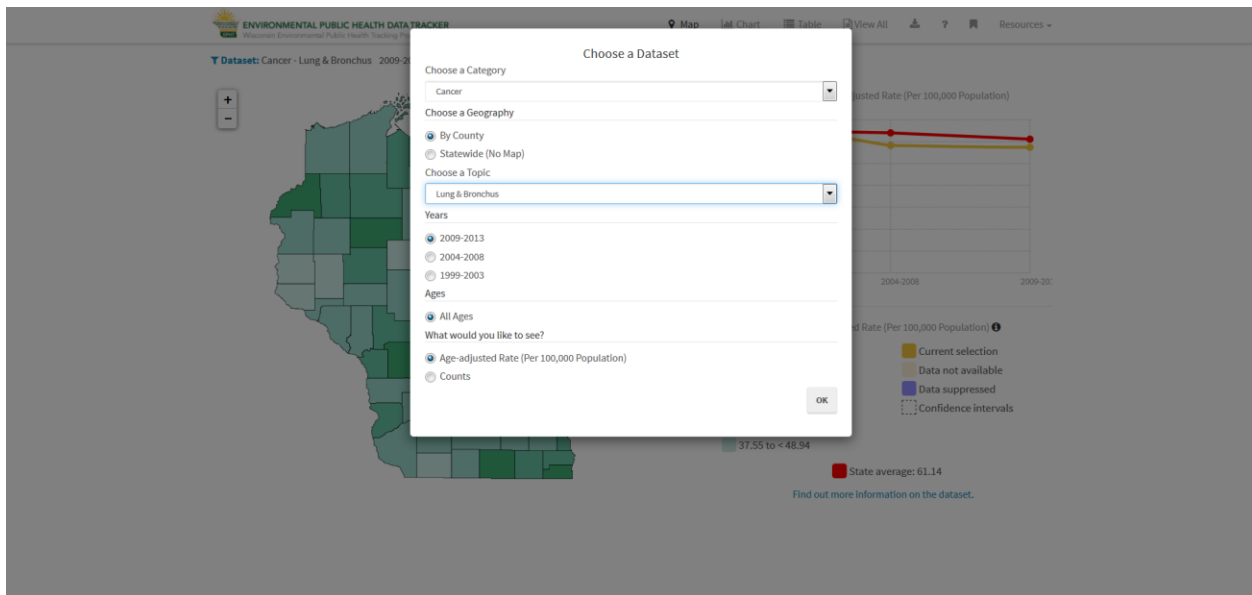 ENVIRONMENTAL PUBLIC HEALTH DATA TRACKER
Wisconsin Environmental Public Health Tracking
Map Chart Table View All ? Resources
Dataset: Cancer - Lung & Bronchus 2009-2
+
−
Choose a Dataset
Choose a Category
Cancer
Choose a Geography
By County
Statewide (No Map)
Choose a Topic
Lung & Bronchus
Years
2009-2013
2004-2008
1999-2003
Ages
All Ages
What would you like to see?
Age-adjusted Rate (Per 100,000 Population)
Counts
OK
justed Rate (Per 100,000 Population)
2004-2008 2009-20
d Rate (Per 100,000 Population)
Current selection
Data not available
Data suppressed
Confidence intervals
37.55 to < 48.94
State average: 61.14
Find out more information on the dataset.